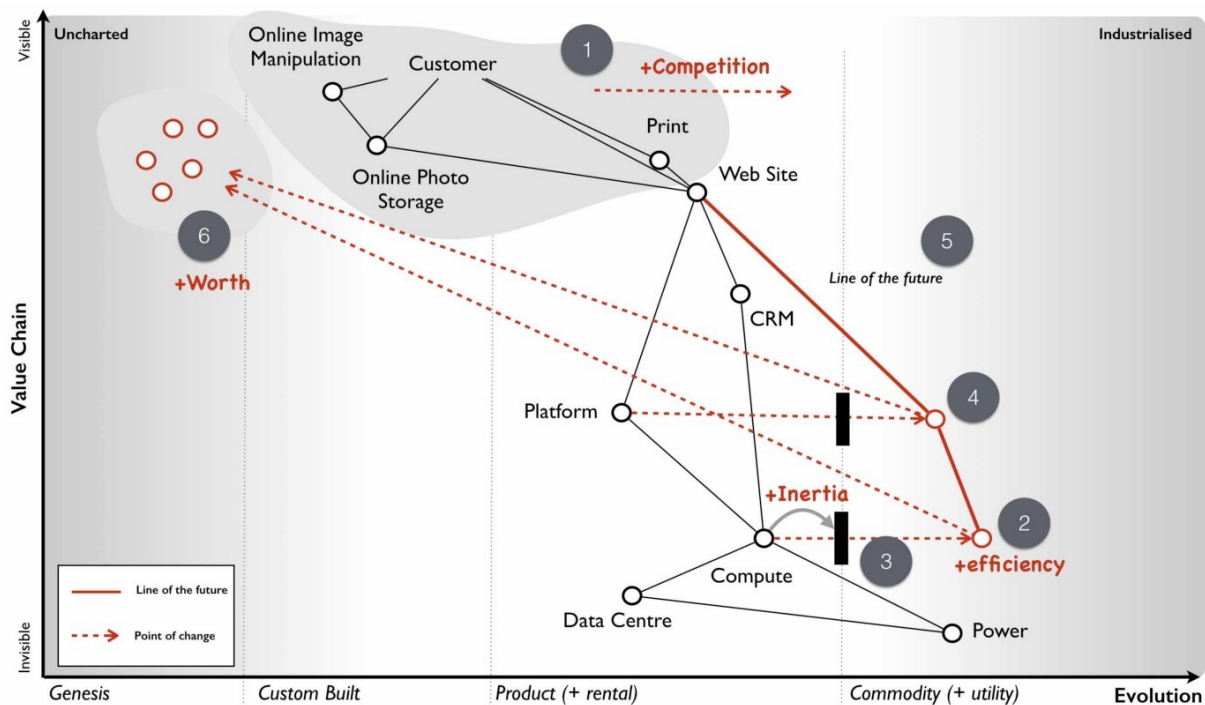 Visible
Uncharted
Industrialised
Online Image
Manipulation
Customer
1
+Competition
Print
Online Photo
Storage
Web Site
6
+Worth
5
Line of the future
CRM
Value Chain
4
Platform
+Inertia
2
3
+efficiency
Compute
Data Centre
Power
Line of the future
Point of change
Invisible
Genesis
Custom Built
Product (+ rental)
Commodity (+ utility)
Evolution